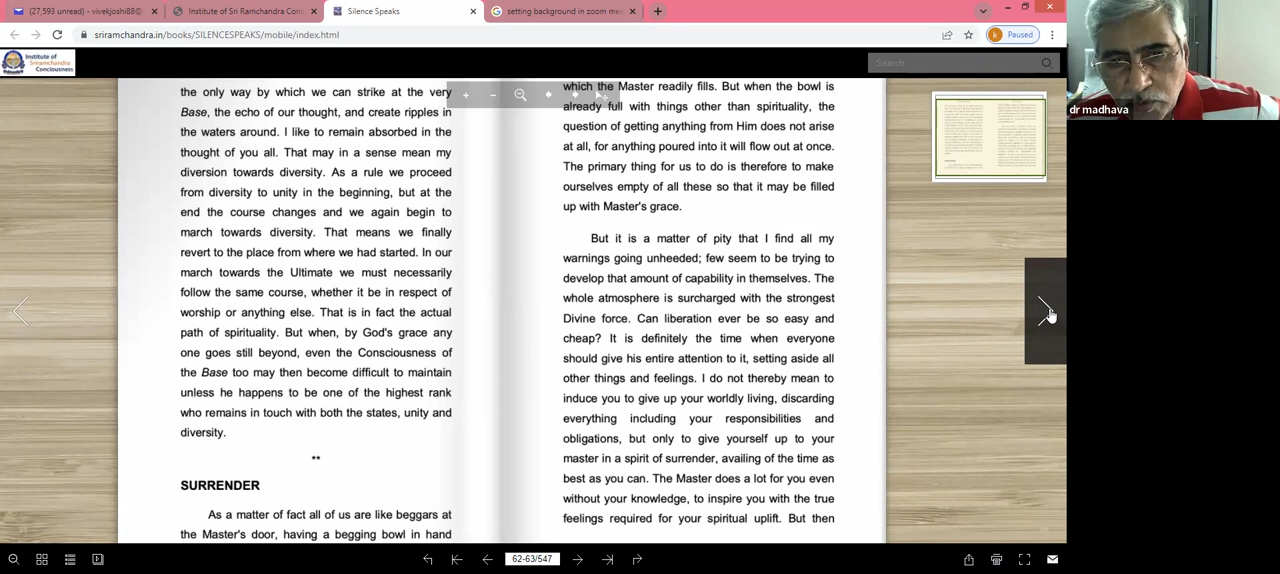 (27,593 unread) - vivekjoshi88@
Institute of Sri Ramchandra Cons
Silence Speaks
setting background in zoom me
sriramchandra.in/books/SILENCESPEAKS/mobile/index.html
k
Paused
Institute of
Sriramchandra
Conciousness
Search
dr madhava
the only way by which we can strike at the very
Base, the echo of our thought, and create ripples in
the waters around. I like to remain absorbed in the
thought of you all. That may in a sense mean my
diversion towards diversity. As a rule we proceed
from diversity to unity in the beginning, but at the
end the course changes and we again begin to
march towards diversity. That means we finally
revert to the place from where we had started. In our
march towards the Ultimate we must necessarily
follow the same course, whether it be in respect of
worship or anything else. That is in fact the actual
path of spirituality. But when, by God's grace any
one goes still beyond, even the Consciousness of
the Base too may then become difficult to maintain
unless he happens to be one of the highest rank
who remains in touch with both the states, unity and
diversity.
**
SURRENDER
As a matter of fact all of us are like beggars at
the Master's door, having a begging bowl in hand
which the Master readily fills. But when the bowl is
already full with things other than spirituality, the
question of getting anything from Him does not arise
at all, for anything poured into it will flow out at once.
The primary thing for us to do is therefore to make
ourselves empty of all these so that it may be filled
up with Master's grace.
But it is a matter of pity that I find all my
warnings going unheeded; few seem to be trying to
develop that amount of capability in themselves. The
whole atmosphere is surcharged with the strongest
Divine force. Can liberation ever be so easy and
cheap? It is definitely the time when everyone
should give his entire attention to it, setting aside all
other things and feelings. I do not thereby mean to
induce you to give up your worldly living, discarding
everything including your responsibilities and
obligations, but only to give yourself up to your
master in a spirit of surrender, availing of the time as
best as you can. The Master does a lot for you even
without your knowledge, to inspire you with the true
feelings required for your spiritual uplift. But then
62-63/547